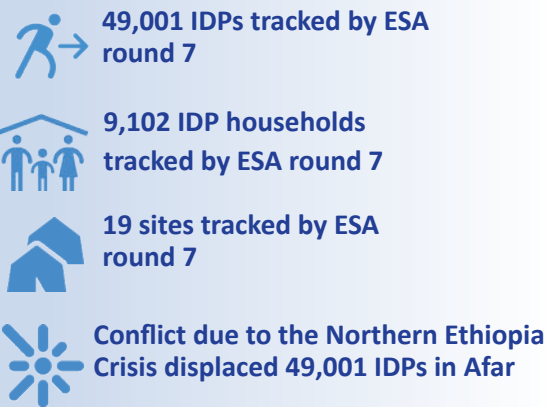 49,001 IDPs tracked by ESA
round 7
9,102 IDP households
tracked by ESA round 7
19 sites tracked by ESA
round 7
Conflict due to the Northern Ethiopia
Crisis displaced 49,001 IDPs in Afar